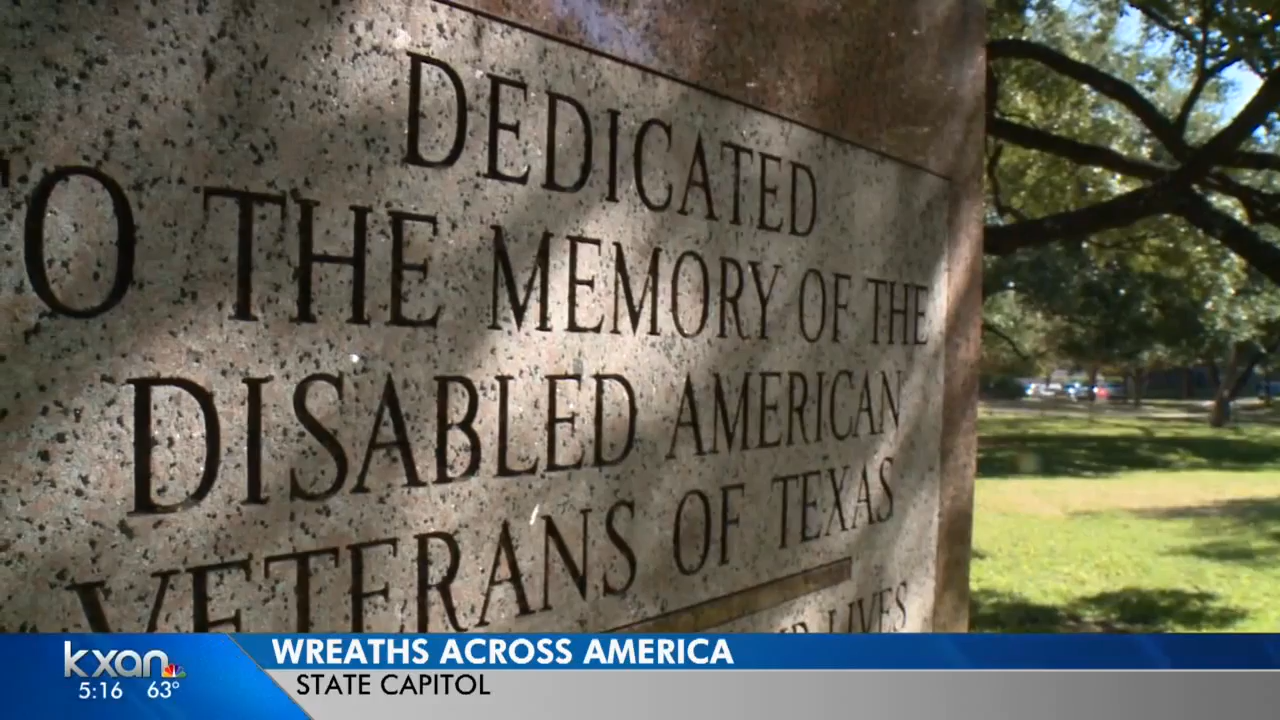 DEDICATED
TO THE MEMORY OF THE
DISABLED AMERICAN
VETERANS OF TEXAS
LIVES
kxan
WREATHS ACROSS AMERICA
5:16 63°
STATE CAPITOL